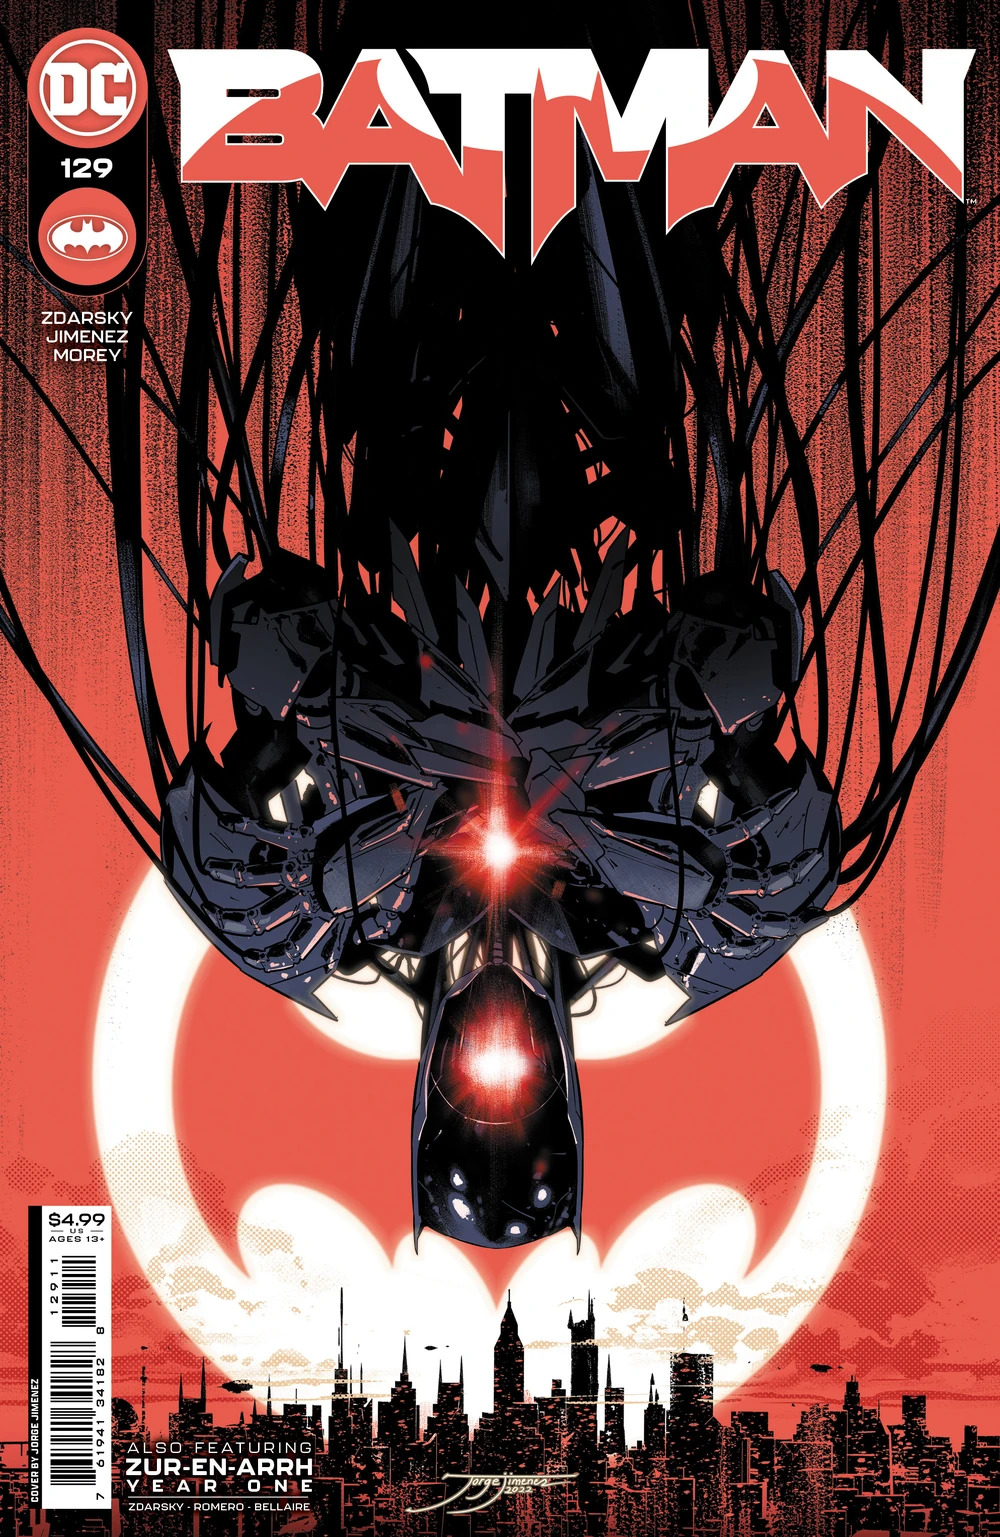 DC
BATMAN
TM
129
ZDARSKY
JIMENEZ
MOREY
$4.99
US
AGES 13+
12911
7 61941 34182 8
COVER BY JORGE JIMENEZ
ALSO FEATURING
ZUR-EN-ARRH
YEAR ONE
ZDARSKY • ROMERO • BELLAIRE
Jorge Jimenez
2022